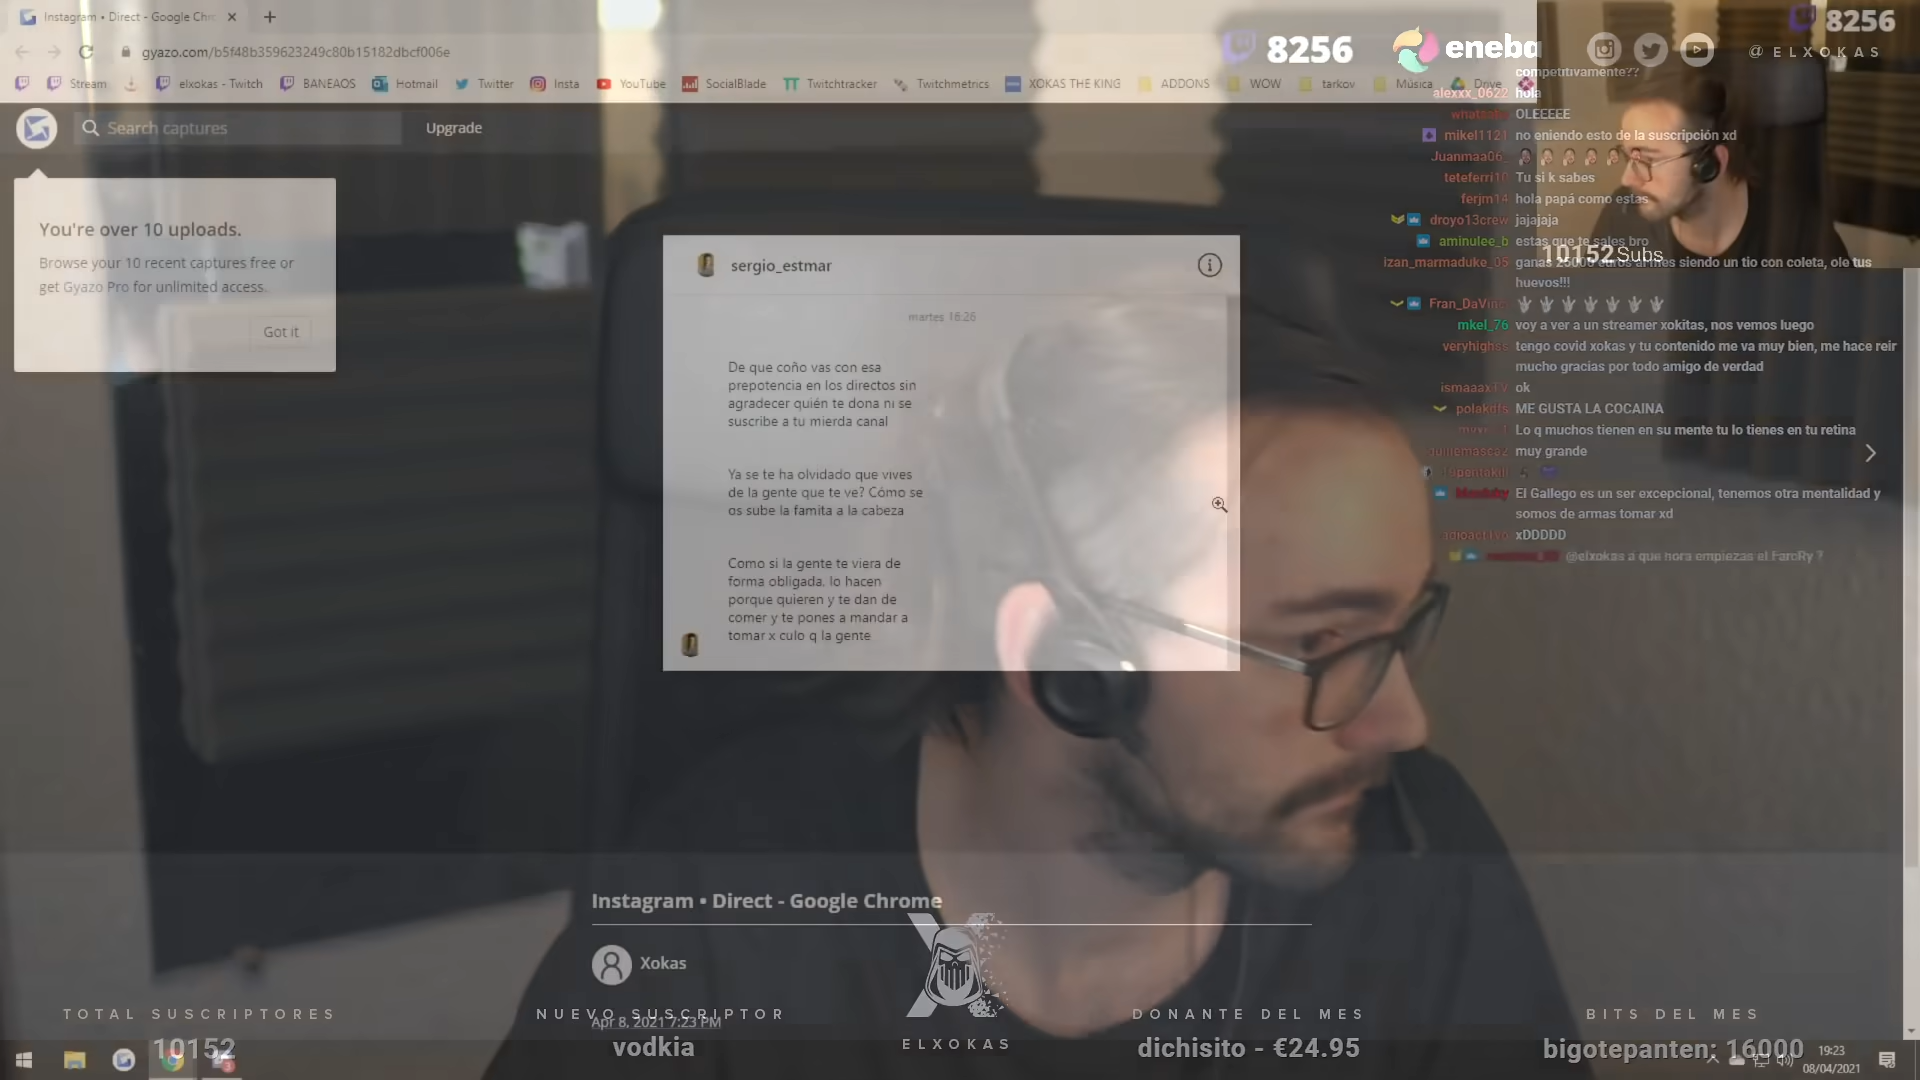 Instagram • Direct - Google Chr
gyazo.com/b5f48b359623249c80b15182dbcf006e
Stream
elxokas - Twitch
BANEAOS
Hotmail
Twitter
Insta
YouTube
SocialBlade
Twitchtracker
Twitchmetrics
XOKAS THE KING
ADDONS
WOW
tarkov
Música
Drive
Search captures
Upgrade
You're over 10 uploads.
Browse your 10 recent captures free or
get Gyazo Pro for unlimited access.
Got it
sergio_estmar
martes 16:26
De que coño vas con esa
prepotencia en los directos sin
agradecer quién te dona ni se
suscribe a tu mierda canal
Ya se te ha olvidado que vives
de la gente que te ve? Cómo se
os sube la famita a la cabeza
Como si la gente te viera de
forma obligada, lo hacen
porque quieren y te dan de
comer y te pones a mandar a
tomar x culo q la gente
8256
eneba
8256
@ELXOKAS
competitivamente??
alexxx_0622 hola
OLEEEEE
mikel1121 no eniendo esto de la suscripción xd
Juanmaa06_
teteferri10 Tu si k sabes
ferjm14 hola papá como estas
droyo13crew jajajaja
aminulee_b estas que te sales bro
10152 Subs
izan_marmaduke_05 ganas 25000 euros al mes siendo un tio con coleta, ole tus
huevos!!!
Fran_DaVinc
mkel_76 voy a ver a un streamer xokitas, nos vemos luego
veryhighss tengo covid xokas y tu contenido me va muy bien, me hace reir
mucho gracias por todo amigo de verdad
ismaaaxTV ok
polakdfs ME GUSTA LA COCAINA
Lo q muchos tienen en su mente tu lo tienes en tu retina
muy grande
El Gallego es un ser excepcional, tenemos otra mentalidad y
somos de armas tomar xd
xDDDDD
@elxokas a que hora empiezas el FarcRy ?
Instagram • Direct - Google Chrome
Xokas
Apr 8, 2021 7:23 PM
TOTAL SUSCRIPTORES
10152
NUEVO SUSCRIPTOR
vodkia
ELXOKAS
DONANTE DEL MES
dichisito - €24.95
BITS DEL MES
bigotepanten: 16000
19:23
08/04/2021